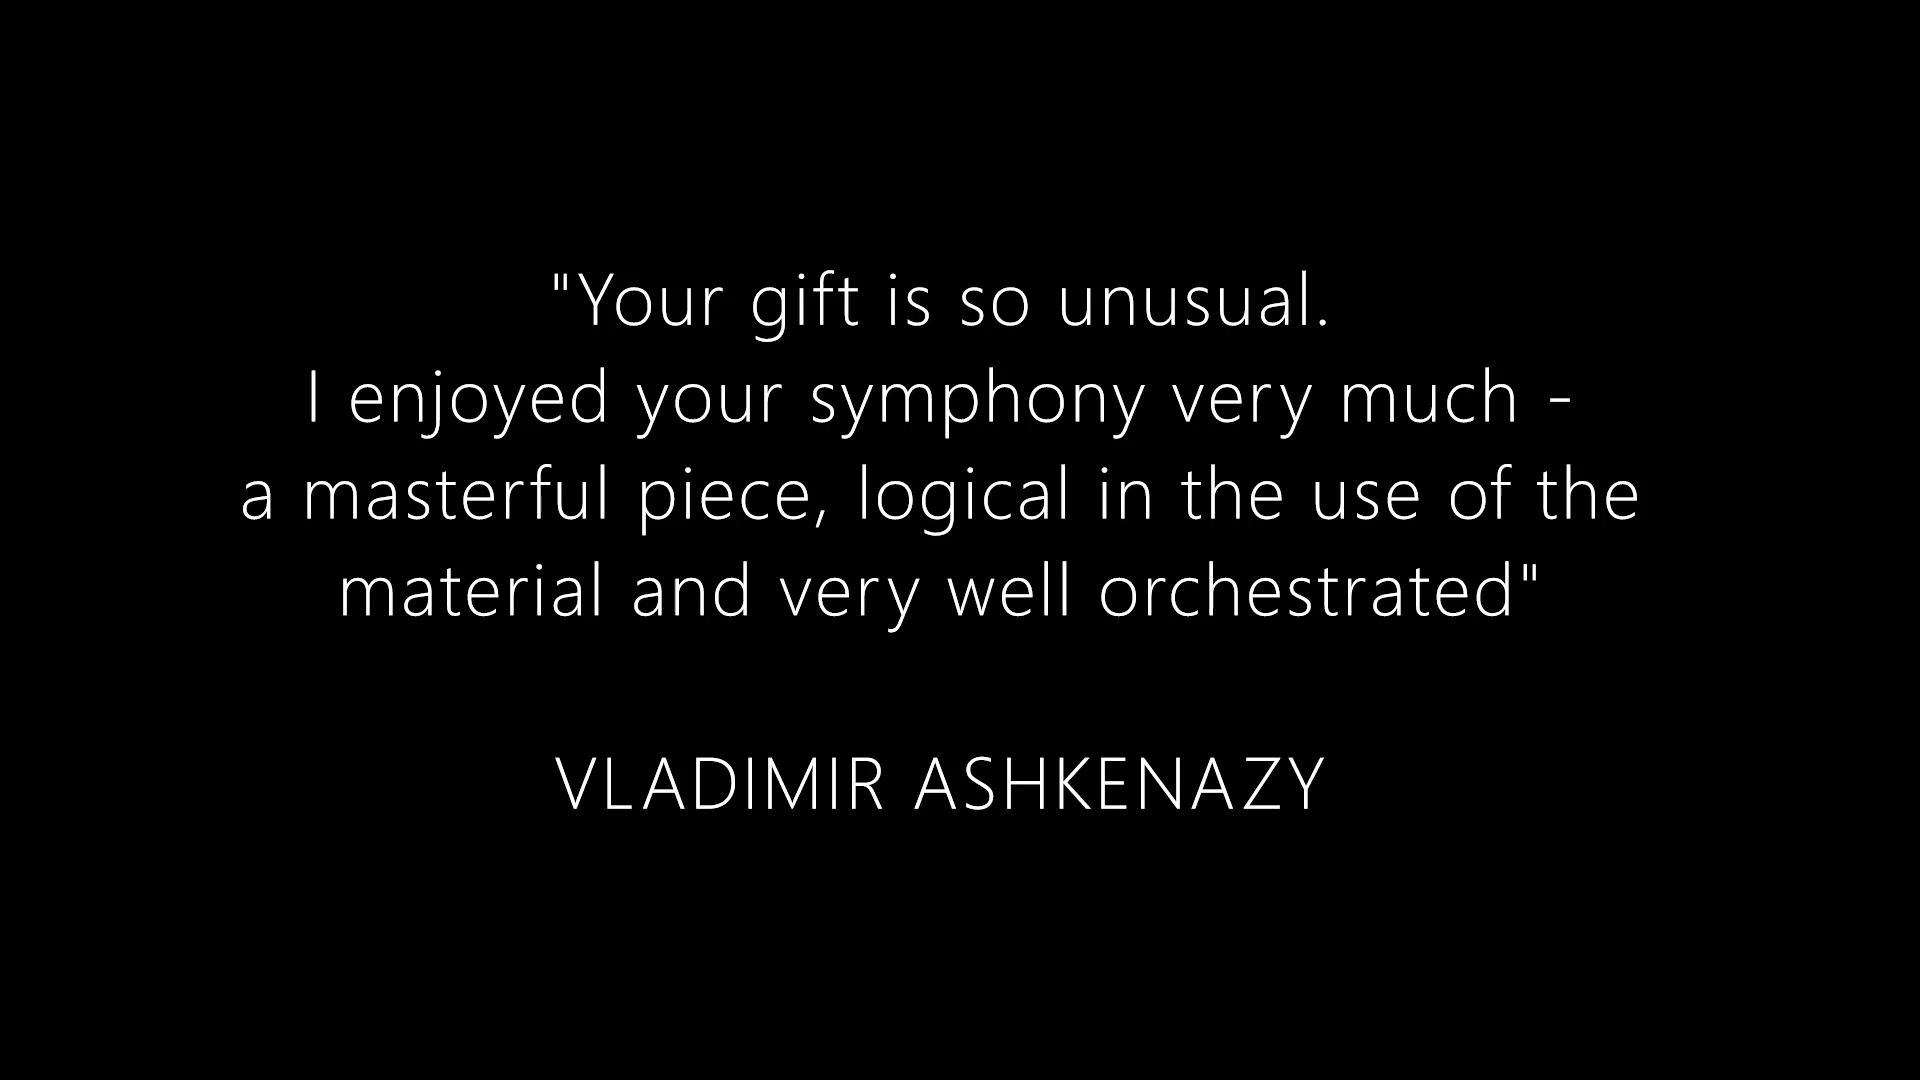 "Your gift is so unusual.
I enjoyed your symphony very much -
a masterful piece, logical in the use of the
material and very well orchestrated"
VLADIMIR ASHKENAZY